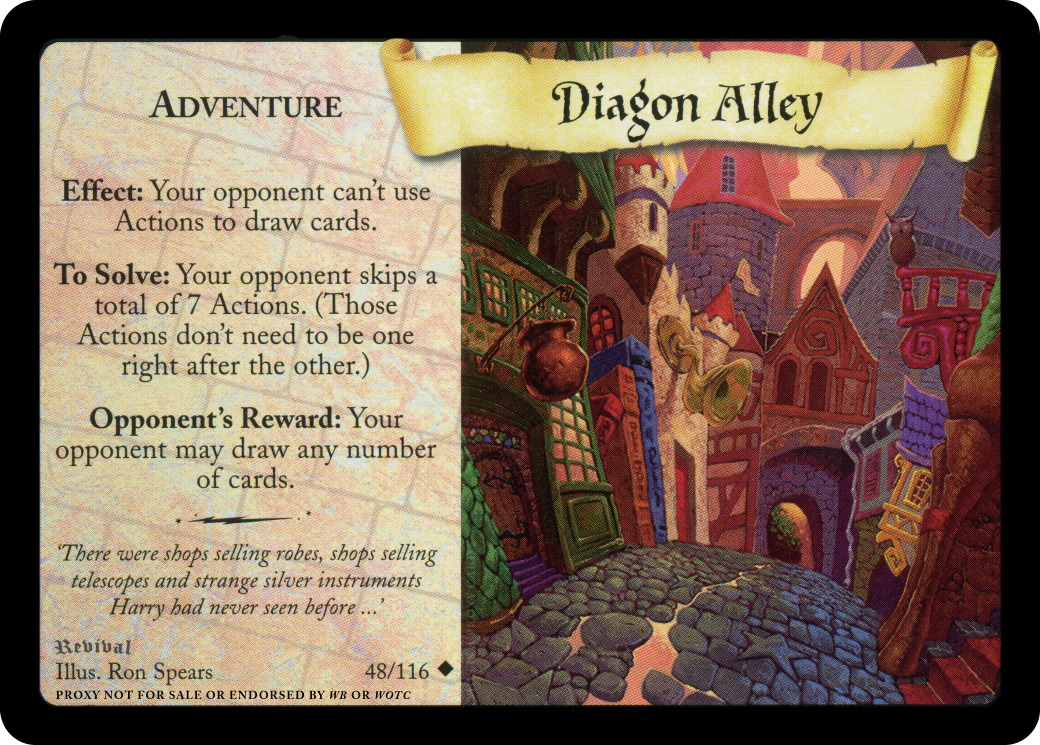 Diagon Alley
ADVENTURE
Effect: Your opponent can't use
Actions to draw cards.
To Solve: Your opponent skips a
total of 7 Actions. (Those
Actions don't need to be one
right after the other.)
Opponent's Reward: Your
opponent may draw any number
of cards.
'There were shops selling robes, shops selling
telescopes and strange silver instruments
Harry had never seen before ...'
Revival
Illus. Ron Spears 48/116
PROXY NOT FOR SALE OR ENDORSED BY WB OR WOTC